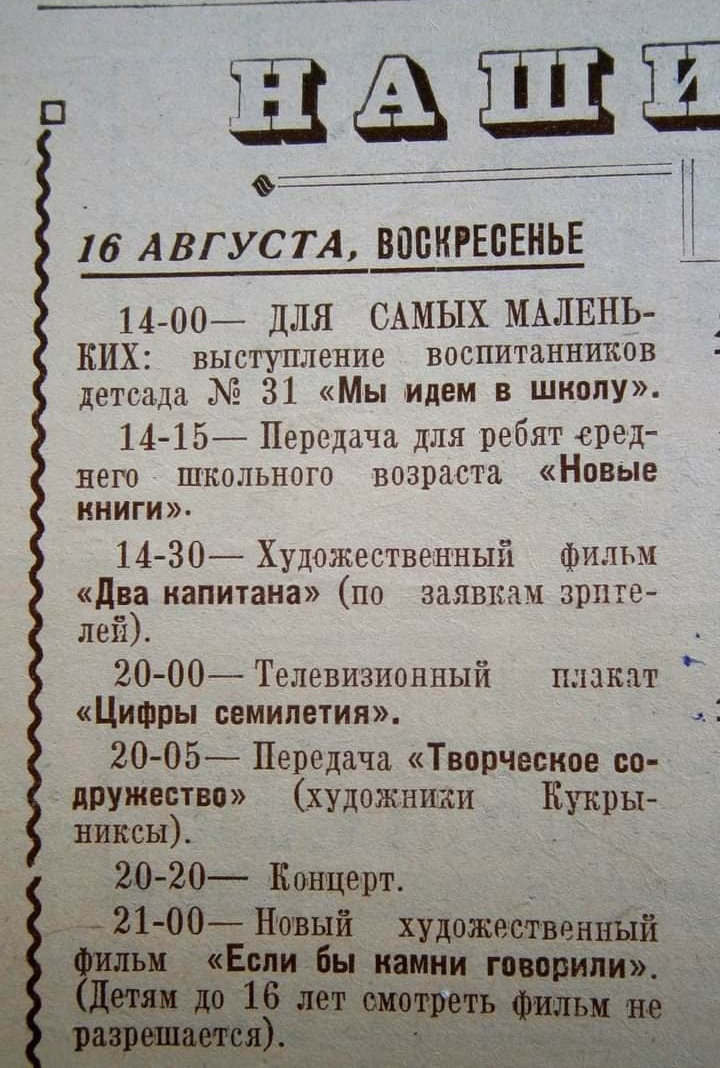 НАШИ
16 АВГУСТА, ВОСКРЕСЕНЬЕ
14-00— ДЛЯ САМЫХ МАЛЕНЬ-
КИХ: выступление воспитанников
детсада № 31 «Мы идем в школу».
14-15— Передача для ребят сред-
него школьного возраста «Новые
книги».
14-30— Художественный фильм
«Два капитана» (по заявкам зрите-
лей).
20-00— Телевизионный плакат
«Цифры семилетия».
20-05— Передача «Творческое со-
дружество» (художники Кукры-
никсы).
20-20— Концерт.
21-00— Новый художественный
фильм «Если бы камни говорили».
(Детям до 16 лет смотреть фильм не
разрешается).